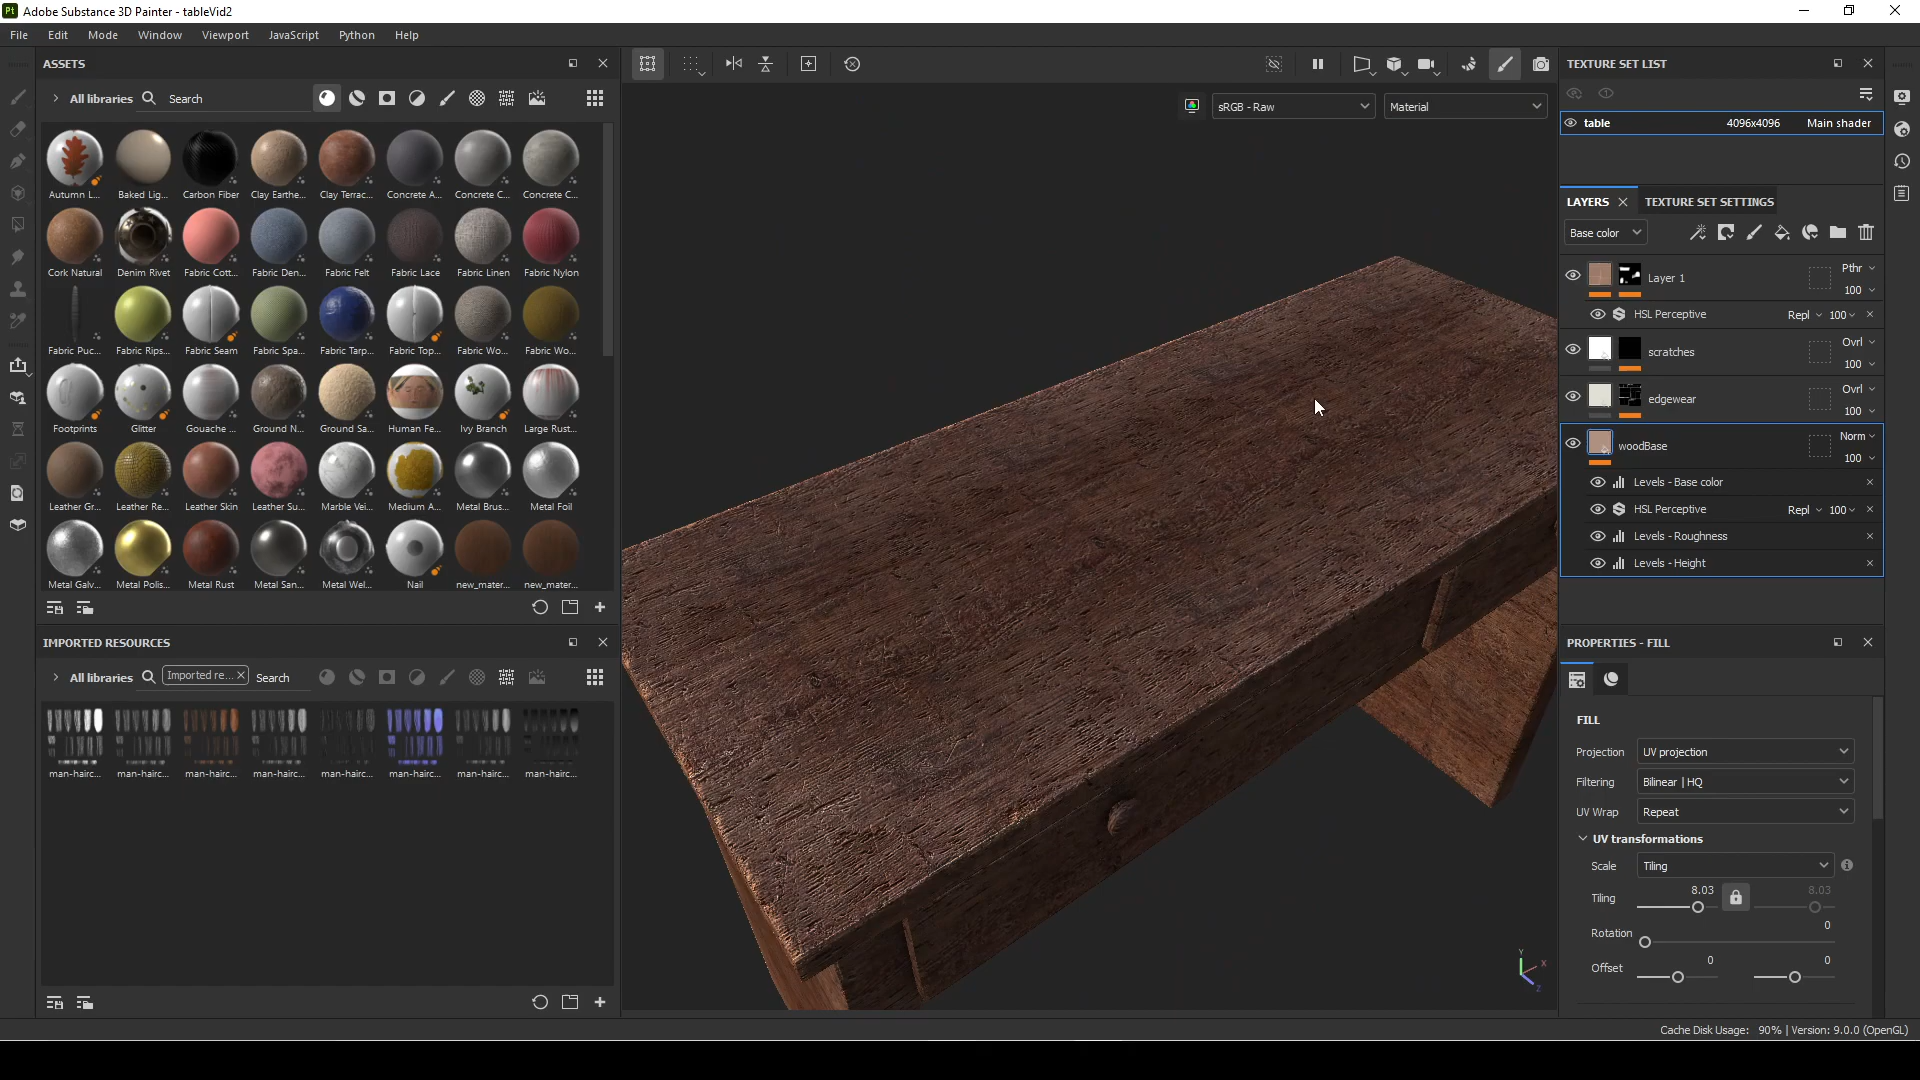 Pt Adobe Substance 3D Painter - tableVid2
File Edit Mode Window Viewport JavaScript Python Help
ASSETS
All libraries Search
Autumn L... Baked Lig... Carbon Fiber Clay Earthe... Clay Terrac... Concrete A... Concrete C... Concrete C...
Cork Natural Denim Rivet Fabric Cott... Fabric Den... Fabric Felt Fabric Lace Fabric Linen Fabric Nylon
Fabric Puc... Fabric Rips... Fabric Seam Fabric Spa... Fabric Tarp... Fabric Top... Fabric Wo... Fabric Wo...
Footprints Glitter Gouache ... Ground N... Ground Sa... Human Fe... Ivy Branch Large Rust...
Leather Gr... Leather Re... Leather Skin Leather Su... Marble Vei... Medium A... Metal Brus... Metal Foil
Metal Galv... Metal Polis... Metal Rust Metal San... Metal Wel... Nail new_mater... new_mater...
IMPORTED RESOURCES
All libraries Imported re... Search
man-hairc... man-hairc... man-hairc... man-hairc... man-hairc... man-hairc... man-hairc... man-hairc...
sRGB - Raw Material
Y
X
Z
TEXTURE SET LIST
table 4096x4096 Main shader
LAYERS TEXTURE SET SETTINGS
Base color
Layer 1 Pthr
100
HSL Perceptive Repl 100
scratches Ovrl
100
edgewear Ovrl
100
woodBase Norm
100
Levels - Base color
HSL Perceptive Repl 100
Levels - Roughness
Levels - Height
PROPERTIES - FILL
FILL
Projection UV projection
Filtering Bilinear | HQ
UV Wrap Repeat
UV transformations
Scale Tiling
Tiling 8.03 8.03
Rotation 0
Offset 0 0
Cache Disk Usage: 90% | Version: 9.0.0 (OpenGL)